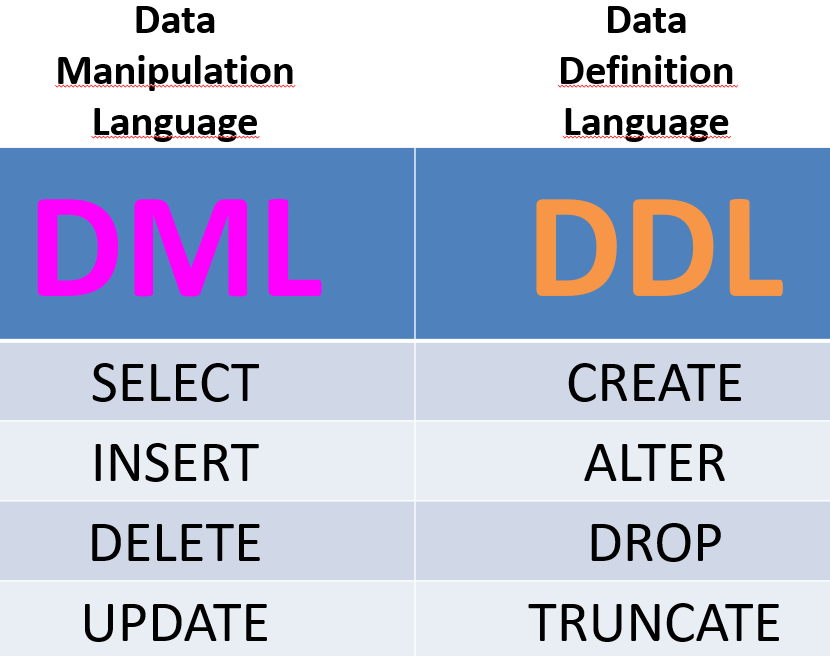 Data
Manipulation
Language
Data
Definition
Language
DML
DDL
SELECT
CREATE
INSERT
ALTER
DELETE
DROP
UPDATE
TRUNCATE